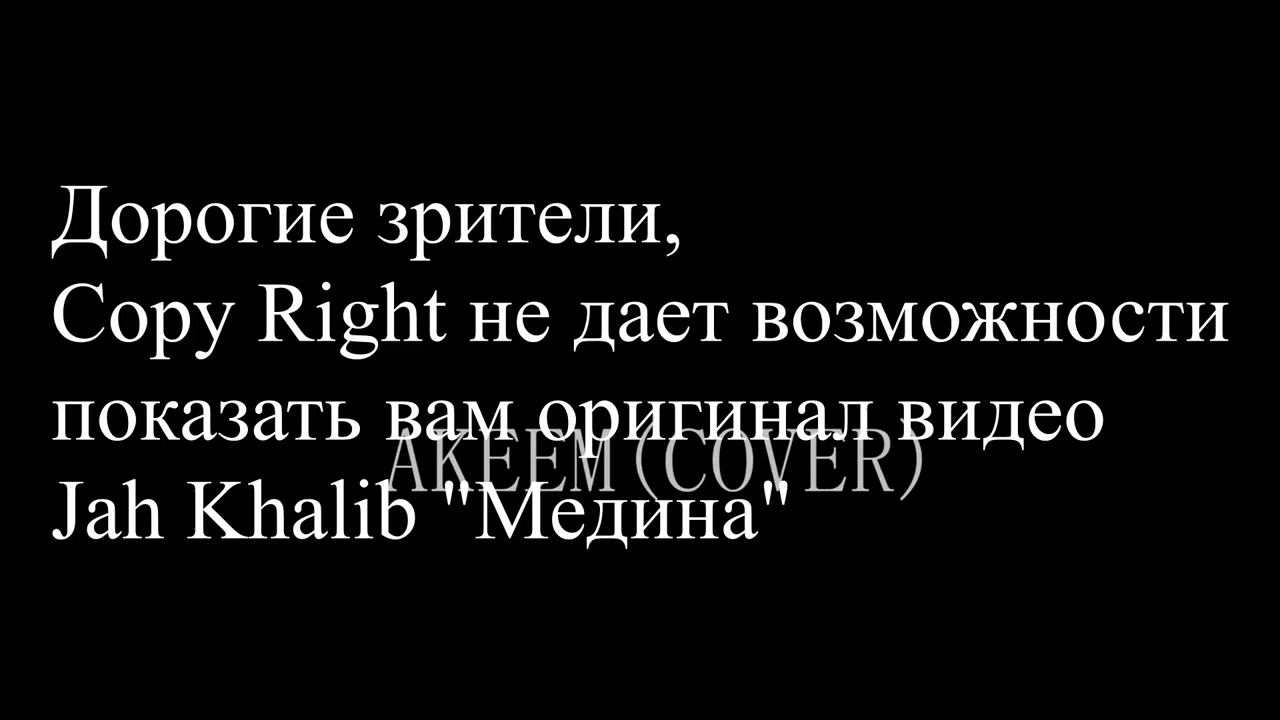 Дорогие зрители,
Copy Right не дает возможности
показать вам оригинал видео
AKEEM(COVER)
Jah Khalib "Медина"